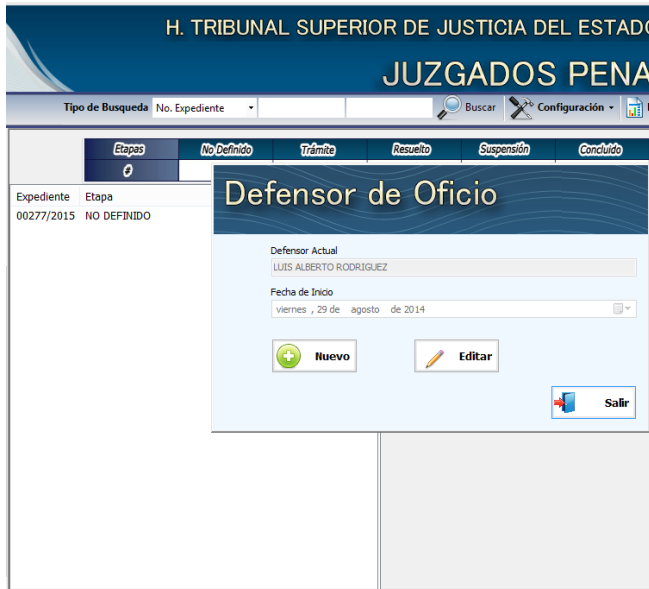 H. TRIBUNAL SUPERIOR DE JUSTICIA DEL ESTADO
JUZGADOS PENA
Tipo de Busqueda No. Expediente Buscar Configuración
Etapas No Definido Trámite Resuelto Suspensión Concluido
#
Defensor de Oficio
Expediente Etapa
00277/2015 NO DEFINIDO
Defensor Actual
LUIS ALBERTO RODRIGUEZ
Fecha de Inicio
viernes , 29 de agosto de 2014
Nuevo Editar
Salir